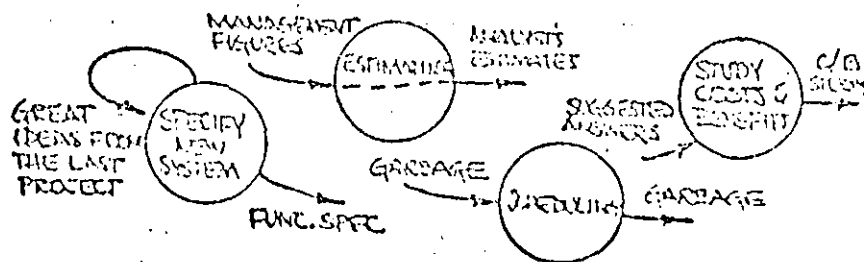 MANAGEMENT
FIGURES
ESTIMATING
ANALYST'S
ESTIMATES
STUDY
COSTS &
BENEFITS
C/B
STUDY
GREAT
IDEAS FROM
THE LAST
PROJECT
SPECIFY
NEW
SYSTEM
SUGGESTED
ANSWERS
GARBAGE
GARBAGE
FUNC. SPEC